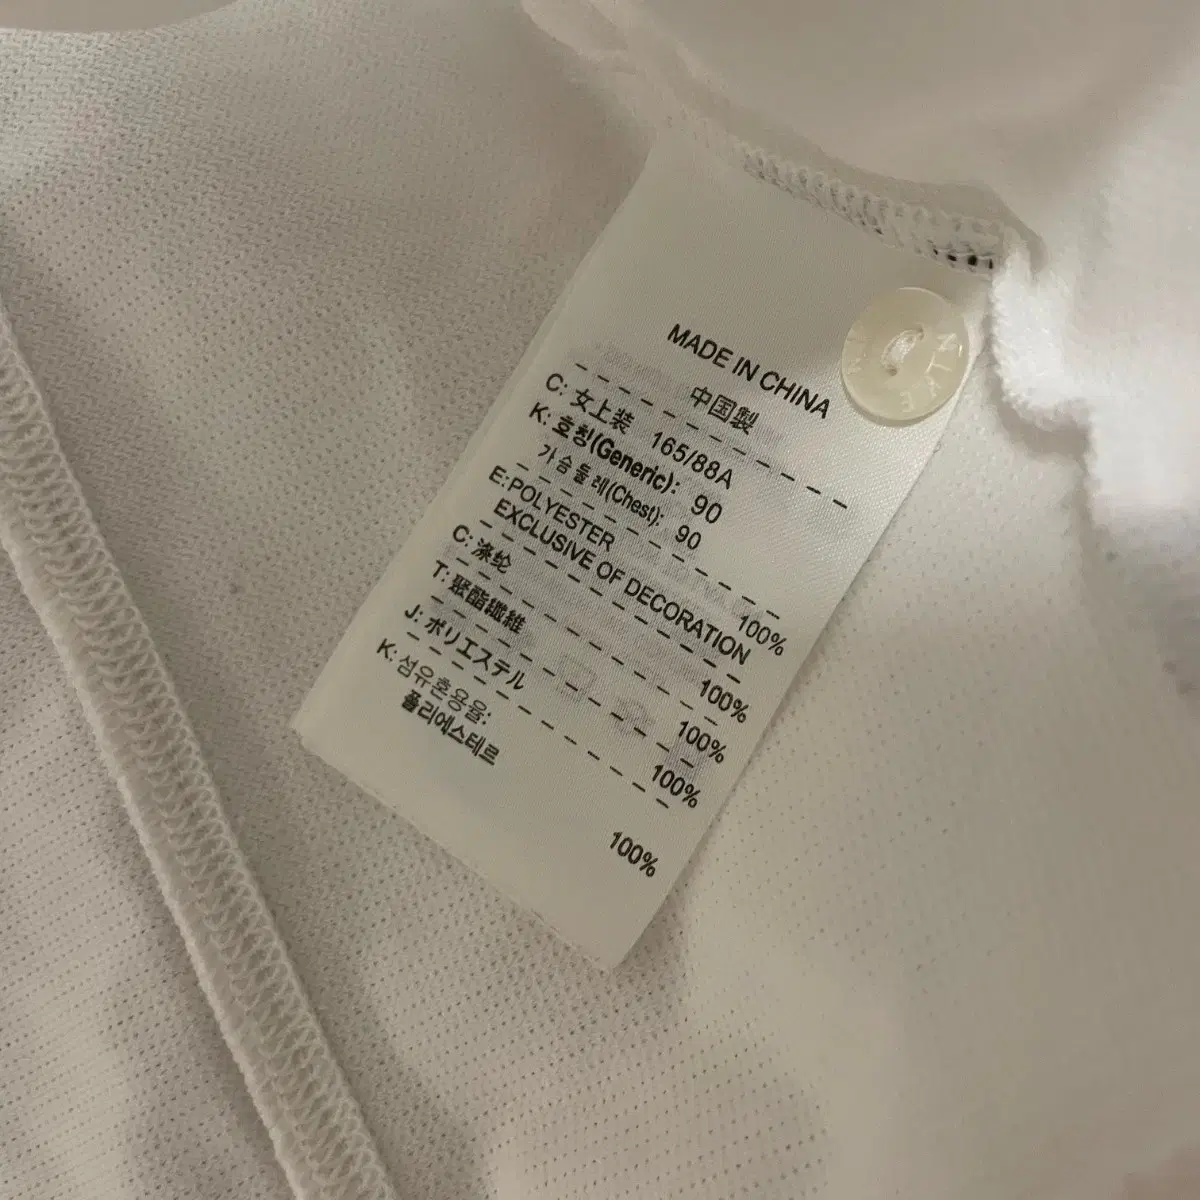 MADE IN CHINA
中国製
C: 女上装 165/88A
K: 호칭(Generic): 90
가슴둘레(Chest): 90
E:POLYESTER 100%
EXCLUSIVE OF DECORATION
C: 涤纶 100%
T: 聚酯纖維 100%
J: ポリエステル 100%
K: 섬유혼용율:
폴리에스테르 100%